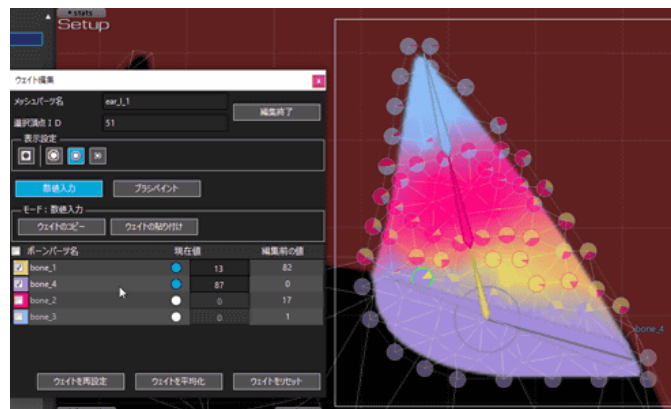 • stats
Setup
ウェイト編集
メッシュパーツ名 ear_l_1
選択頂点ＩＤ 51
編集終了
表示設定
数値入力 ブラシペイント
モード：数値入力
ウェイトのコピー ウェイトの貼り付け
ボーンパーツ名 現在値 編集前の値
bone_1 13 82
bone_4 87 0
bone_2 0 17
bone_3 0 1
bone_4
ウェイトを再設定 ウェイトを平均化 ウェイトをリセット